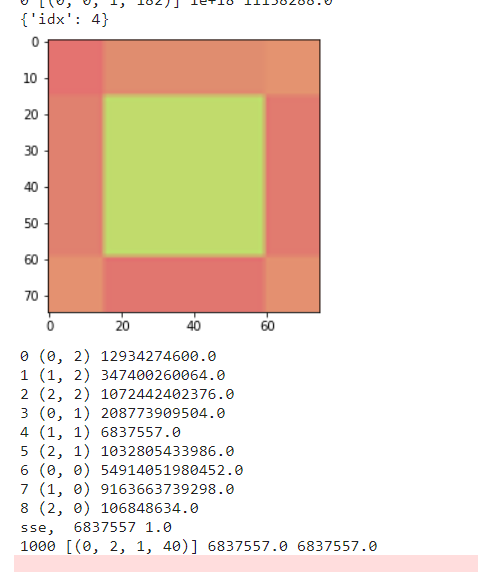 {'idx': 4}
0
10
20
30
40
50
60
70
0 20 40 60
0 (0, 2) 12934274600.0
1 (1, 2) 347400260064.0
2 (2, 2) 1072442402376.0
3 (0, 1) 208773909504.0
4 (1, 1) 6837557.0
5 (2, 1) 1032805433986.0
6 (0, 0) 54914051980452.0
7 (1, 0) 9163663739298.0
8 (2, 0) 106848634.0
sse,  6837557 1.0
1000 [(0, 2, 1, 40)] 6837557.0 6837557.0